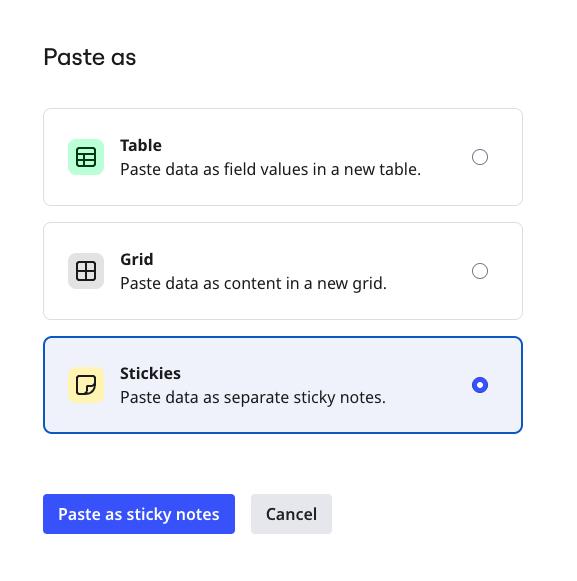 Paste as
Table
Paste data as field values in a new table.
Grid
Paste data as content in a new grid.
Stickies
Paste data as separate sticky notes.
Paste as sticky notes
Cancel